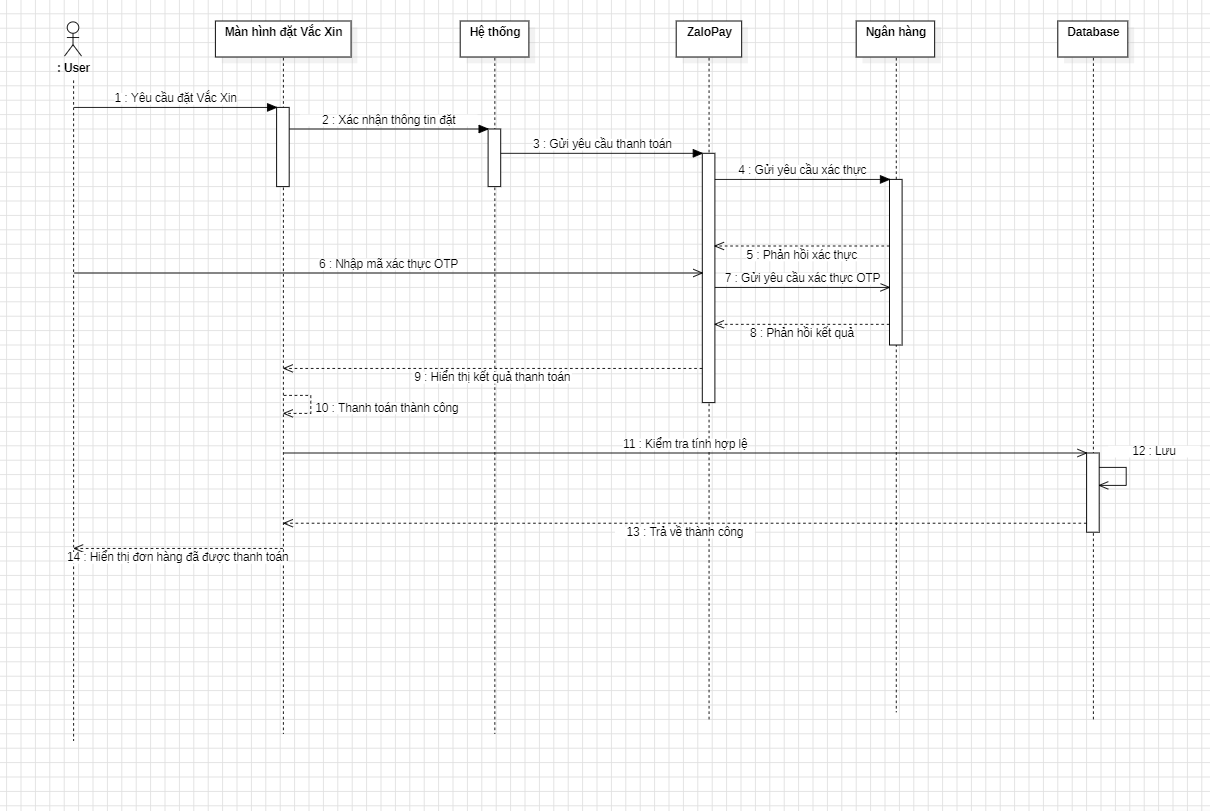 : User
Màn hình đặt Vắc Xin
Hệ thống
ZaloPay
Ngân hàng
Database
1 : Yêu cầu đặt Vắc Xin
2 : Xác nhận thông tin đặt
3 : Gửi yêu cầu thanh toán
4 : Gửi yêu cầu xác thực
5 : Phản hồi xác thực
6 : Nhập mã xác thực OTP
7 : Gửi yêu cầu xác thực OTP
8 : Phản hồi kết quả
9 : Hiển thị kết quả thanh toán
10 : Thanh toán thành công
11 : Kiểm tra tính hợp lệ
12 : Lưu
13 : Trả về thành công
14 : Hiển thị đơn hàng đã được thanh toán